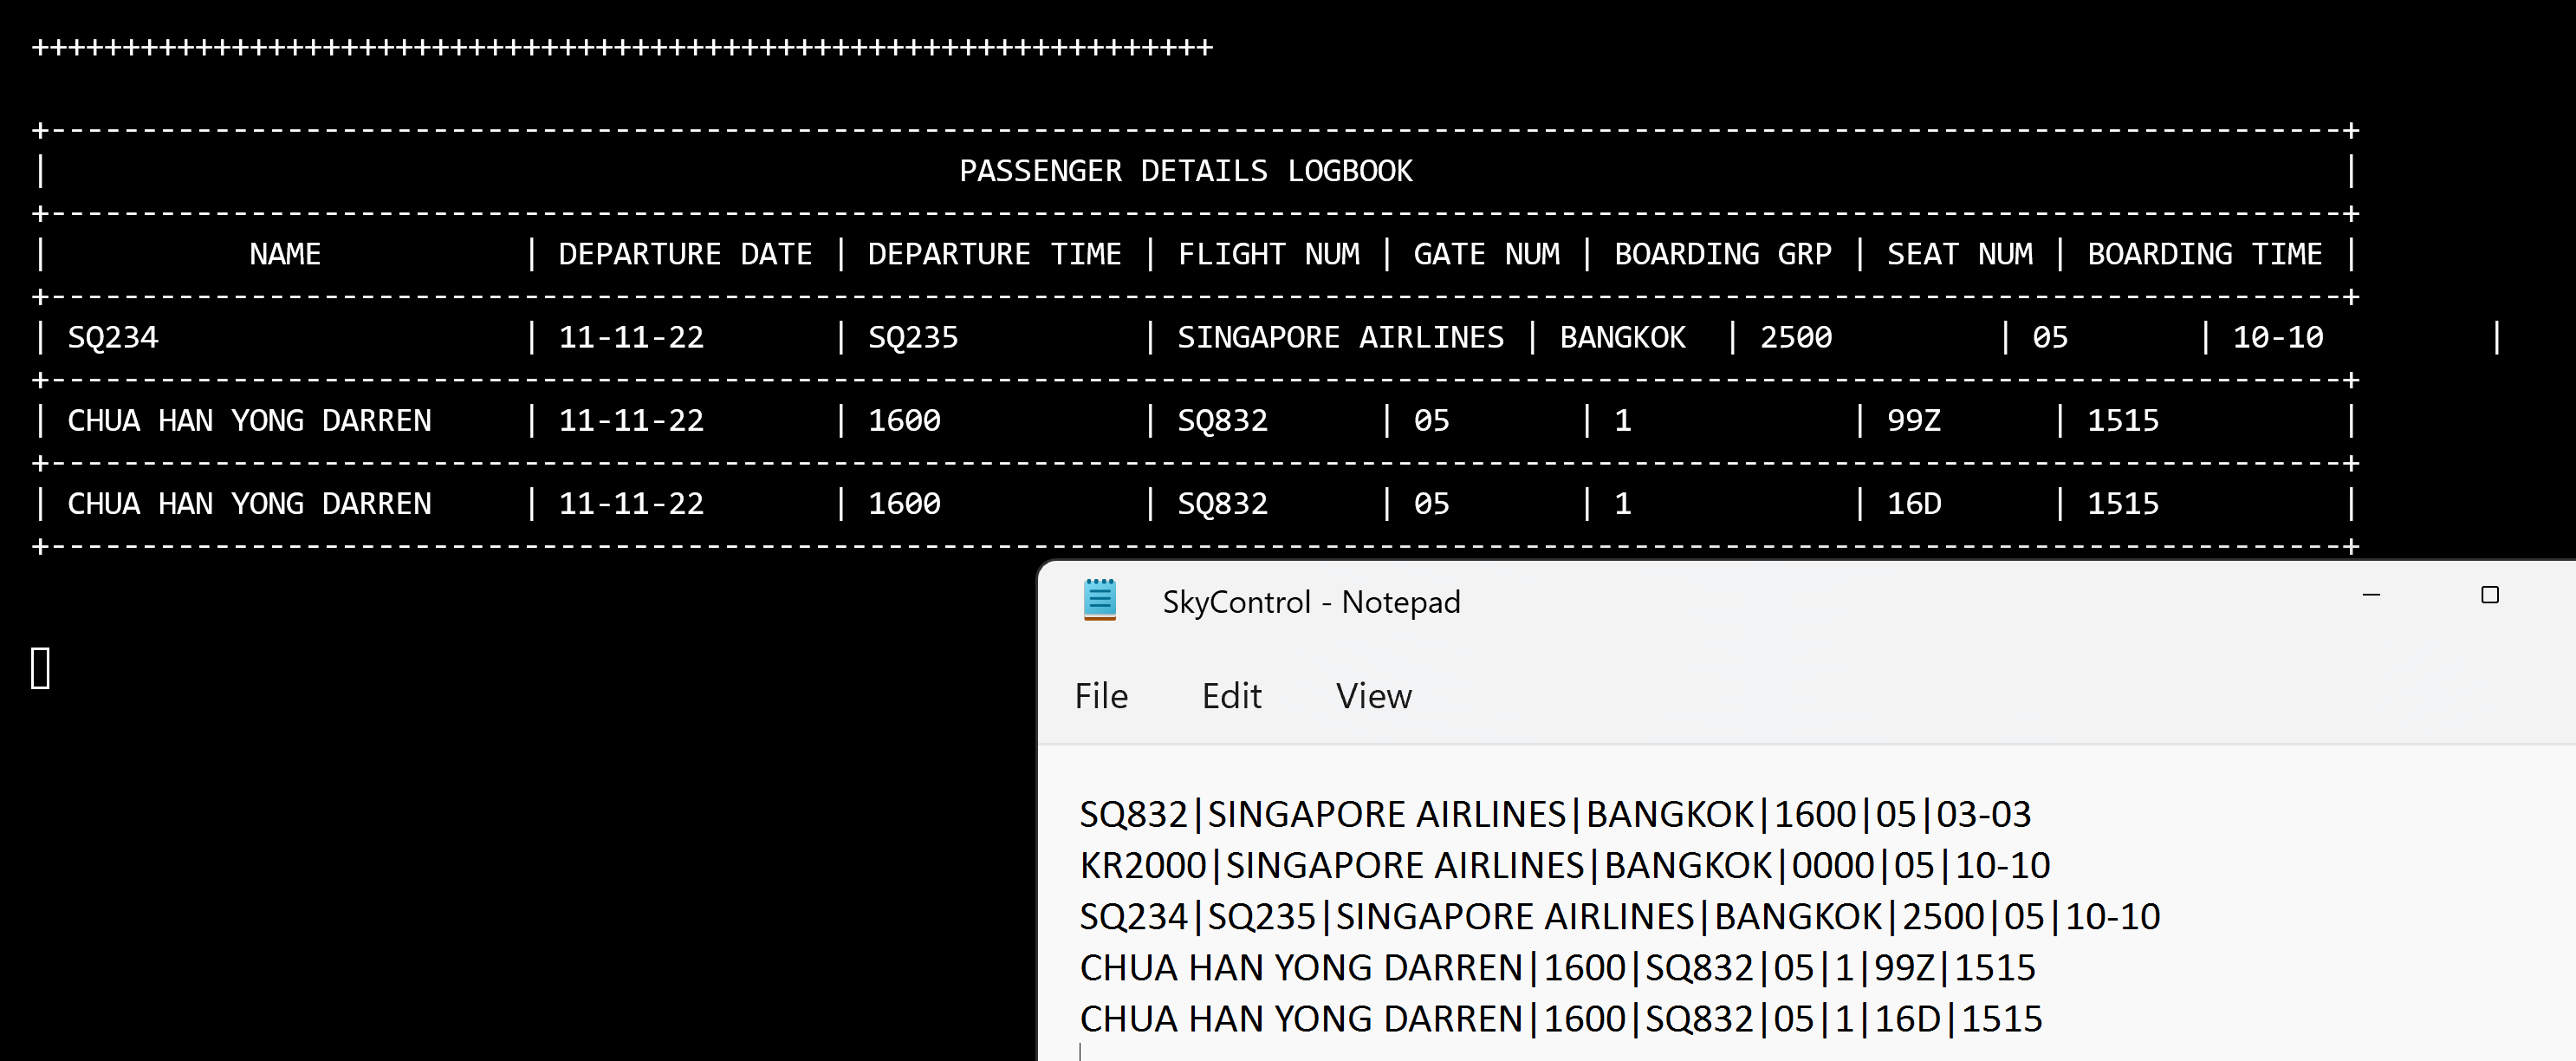 +++++++++++++++++++++++++++++++++++++++++++++++++++++++++++++++++
+------------------------------------------------------------------------------------------------------------------------------+
| PASSENGER DETAILS LOGBOOK |
+------------------------------------------------------------------------------------------------------------------------------+
| NAME | DEPARTURE DATE | DEPARTURE TIME | FLIGHT NUM | GATE NUM | BOARDING GRP | SEAT NUM | BOARDING TIME |
+------------------------------------------------------------------------------------------------------------------------------+
| SQ234 | 11-11-22 | SQ235 | SINGAPORE AIRLINES | BANGKOK | 2500 | 05 | 10-10 |
+------------------------------------------------------------------------------------------------------------------------------+
| CHUA HAN YONG DARREN | 11-11-22 | 1600 | SQ832 | 05 | 1 | 99Z | 1515 |
+------------------------------------------------------------------------------------------------------------------------------+
| CHUA HAN YONG DARREN | 11-11-22 | 1600 | SQ832 | 05 | 1 | 16D | 1515 |
+------------------------------------------------------------------------------------------------------------------------------+
SkyControl - Notepad
File Edit View
SQ832|SINGAPORE AIRLINES|BANGKOK|1600|05|03-03
KR2000|SINGAPORE AIRLINES|BANGKOK|0000|05|10-10
SQ234|SQ235|SINGAPORE AIRLINES|BANGKOK|2500|05|10-10
CHUA HAN YONG DARREN|1600|SQ832|05|1|99Z|1515
CHUA HAN YONG DARREN|1600|SQ832|05|1|16D|1515